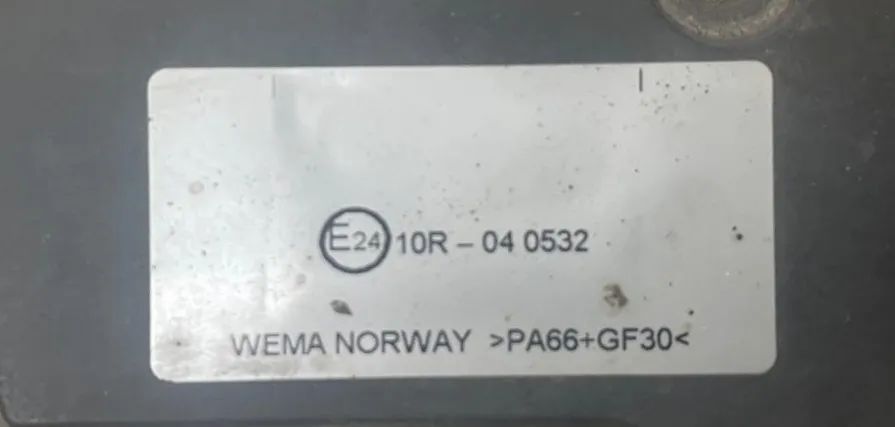 E24 10R – 04 0532
WEMA NORWAY >PA66+GF30<